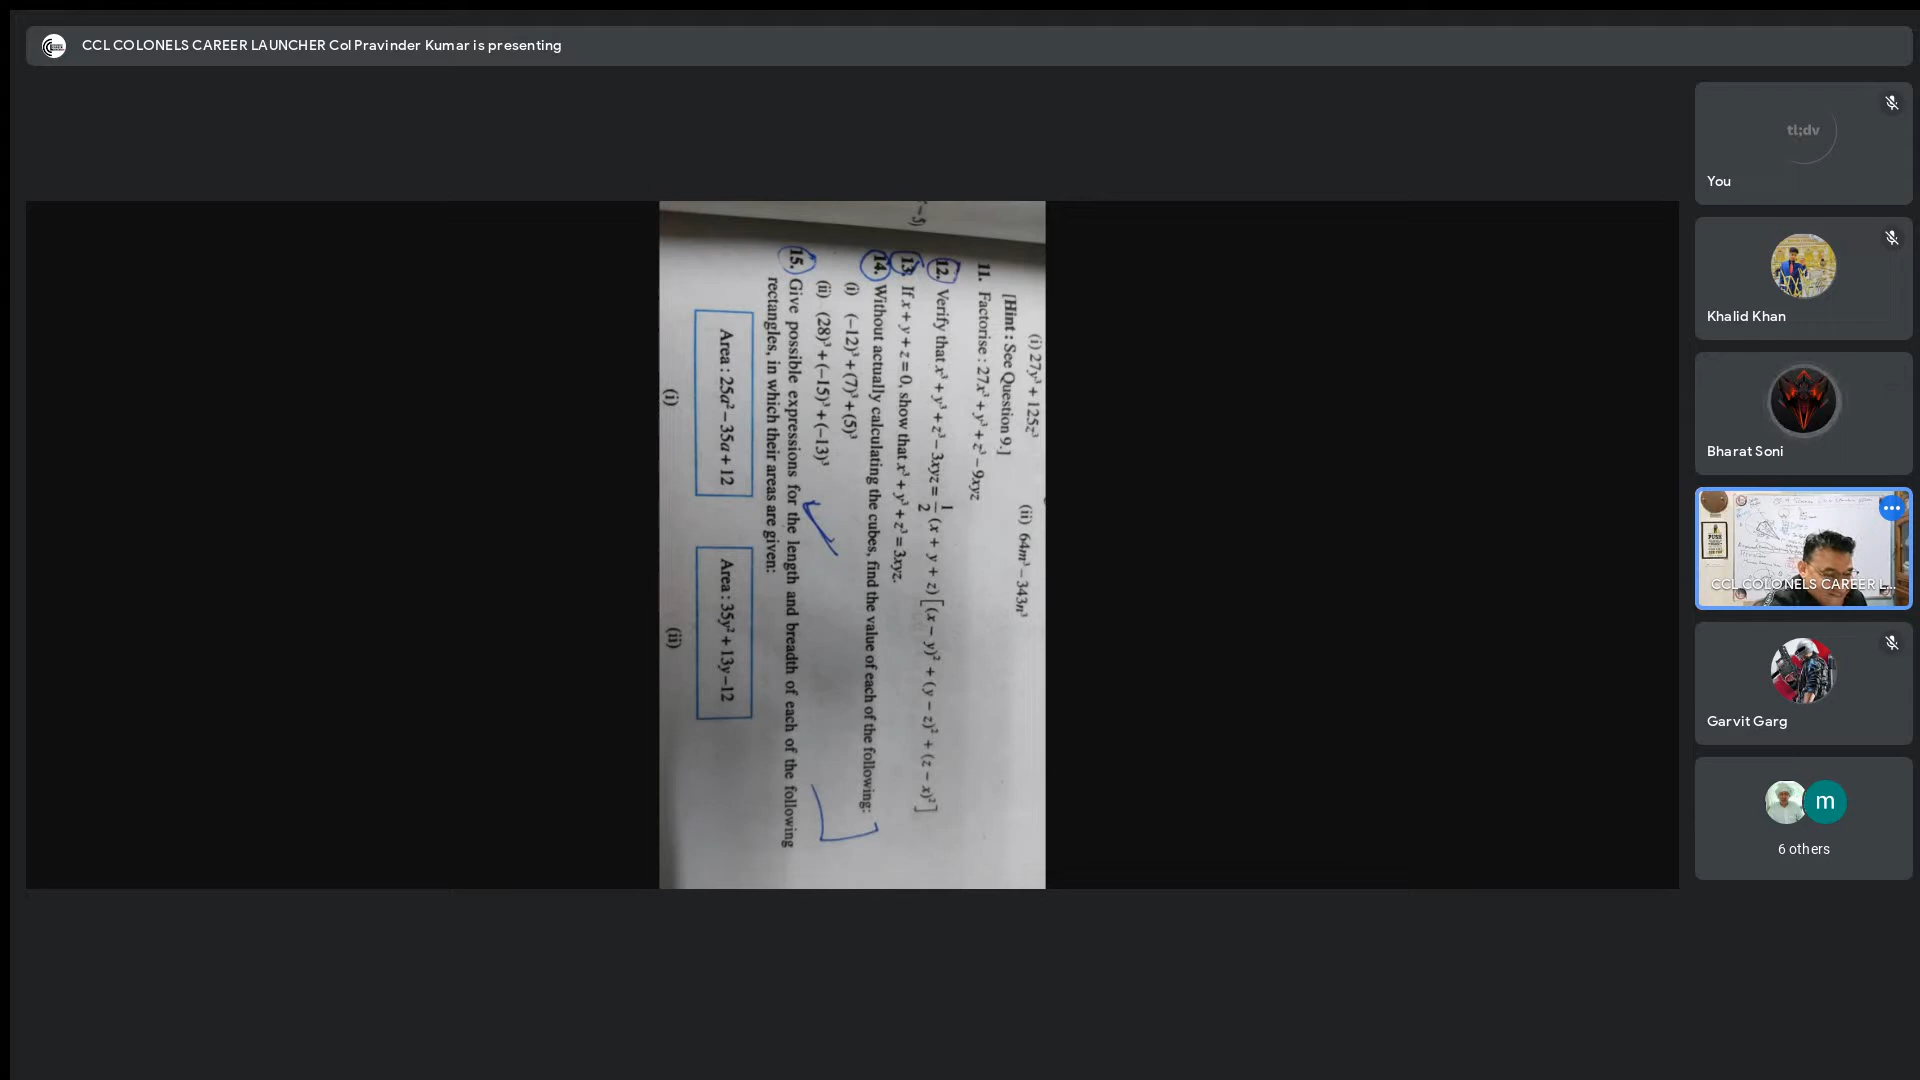 CCL COLONELS CAREER LAUNCHER Col Pravinder Kumar is presenting
(i) 27y³ + 125z³ (ii) 64m³ – 343n³
[Hint : See Question 9.]
11. Factorise : 27x³ + y³ + z³ – 9xyz
12. Verify that x³ + y³ + z³ – 3xyz = 1/2 (x + y + z) [(x – y)² + (y – z)² + (z – x)²]
13. If x + y + z = 0, show that x³ + y³ + z³ = 3xyz.
14. Without actually calculating the cubes, find the value of each of the following:
(i) (–12)³ + (7)³ + (5)³
(ii) (28)³ + (–15)³ + (–13)³
15. Give possible expressions for the length and breadth of each of the following
rectangles, in which their areas are given:
Area : 25a² – 35a + 12 Area : 35y² + 13y –12
(i) (ii)
– 5)
tl;dv
You
Khalid Khan
Bharat Soni
PUSH
CCL COLONELS CAREER L...
Garvit Garg
m
6 others